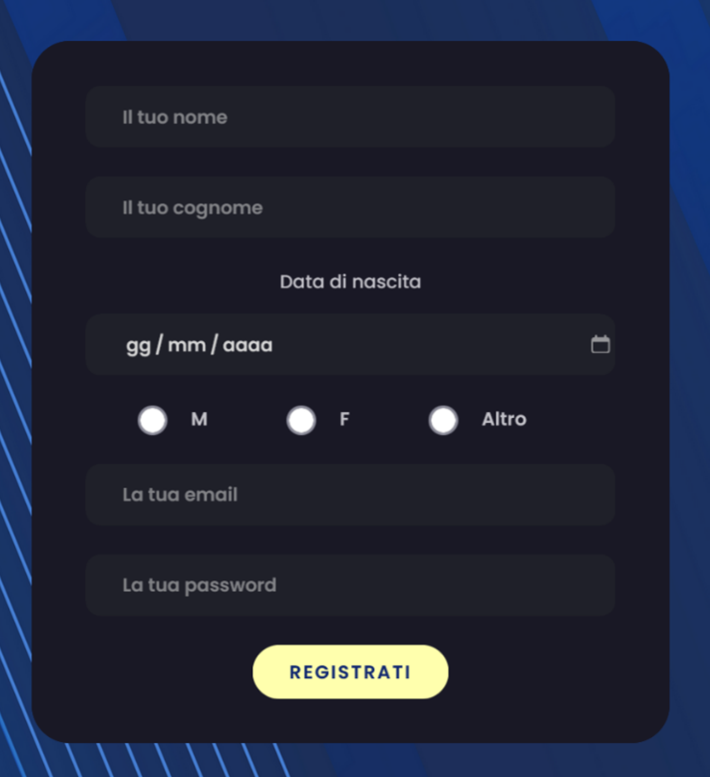 Il tuo nome
Il tuo cognome
Data di nascita
gg / mm / aaaa
M F Altro
La tua email
La tua password
REGISTRATI